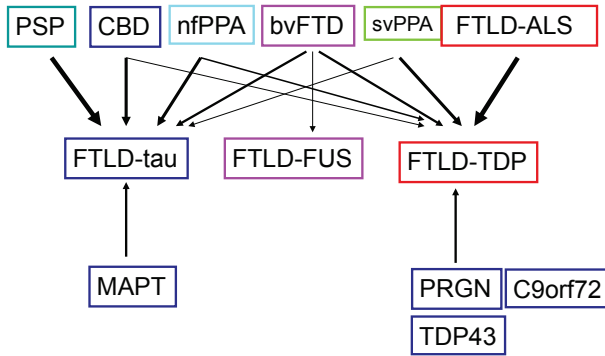 PSP CBD nfPPA bvFTD svPPA FTLD-ALS
FTLD-tau FTLD-FUS FTLD-TDP
MAPT PRGN C9orf72
TDP43